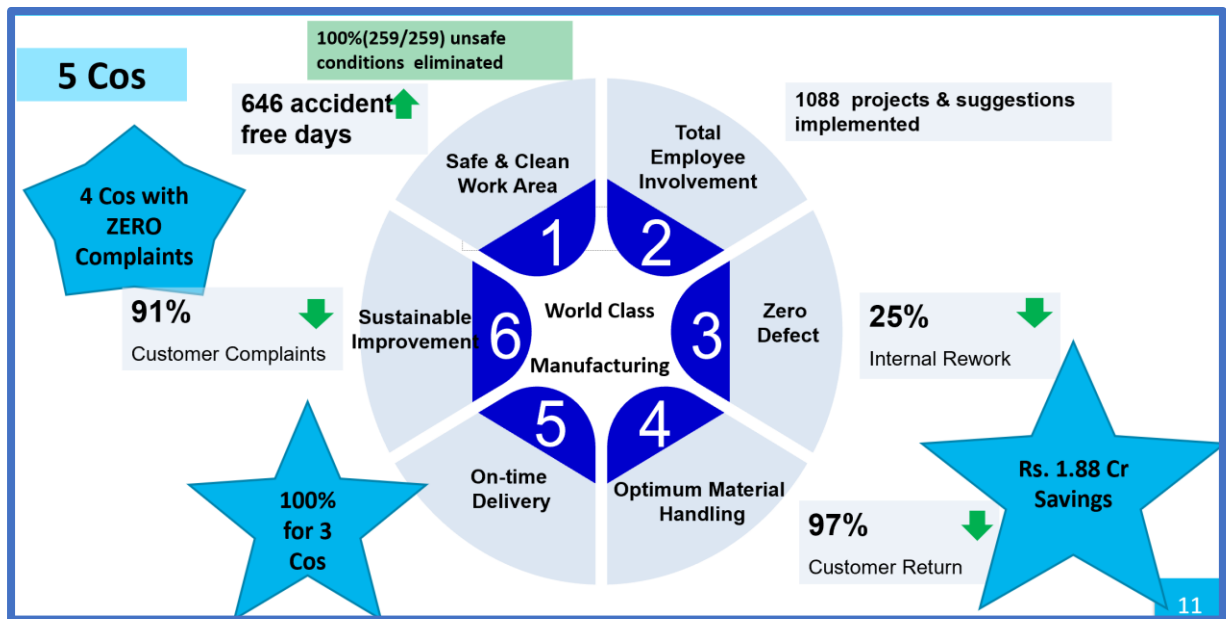 5 Cos
100%(259/259) unsafe
conditions eliminated
646 accident
free days
1088 projects & suggestions
implemented
4 Cos with
ZERO
Complaints
Safe & Clean
Work Area
Total
Employee
Involvement
1
2
91%
Customer Complaints
Sustainable
Improvement
6
World Class
Manufacturing
3
Zero
Defect
25%
Internal Rework
5
4
On-time
Delivery
Optimum Material
Handling
100%
for 3
Cos
97%
Customer Return
Rs. 1.88 Cr
Savings
11